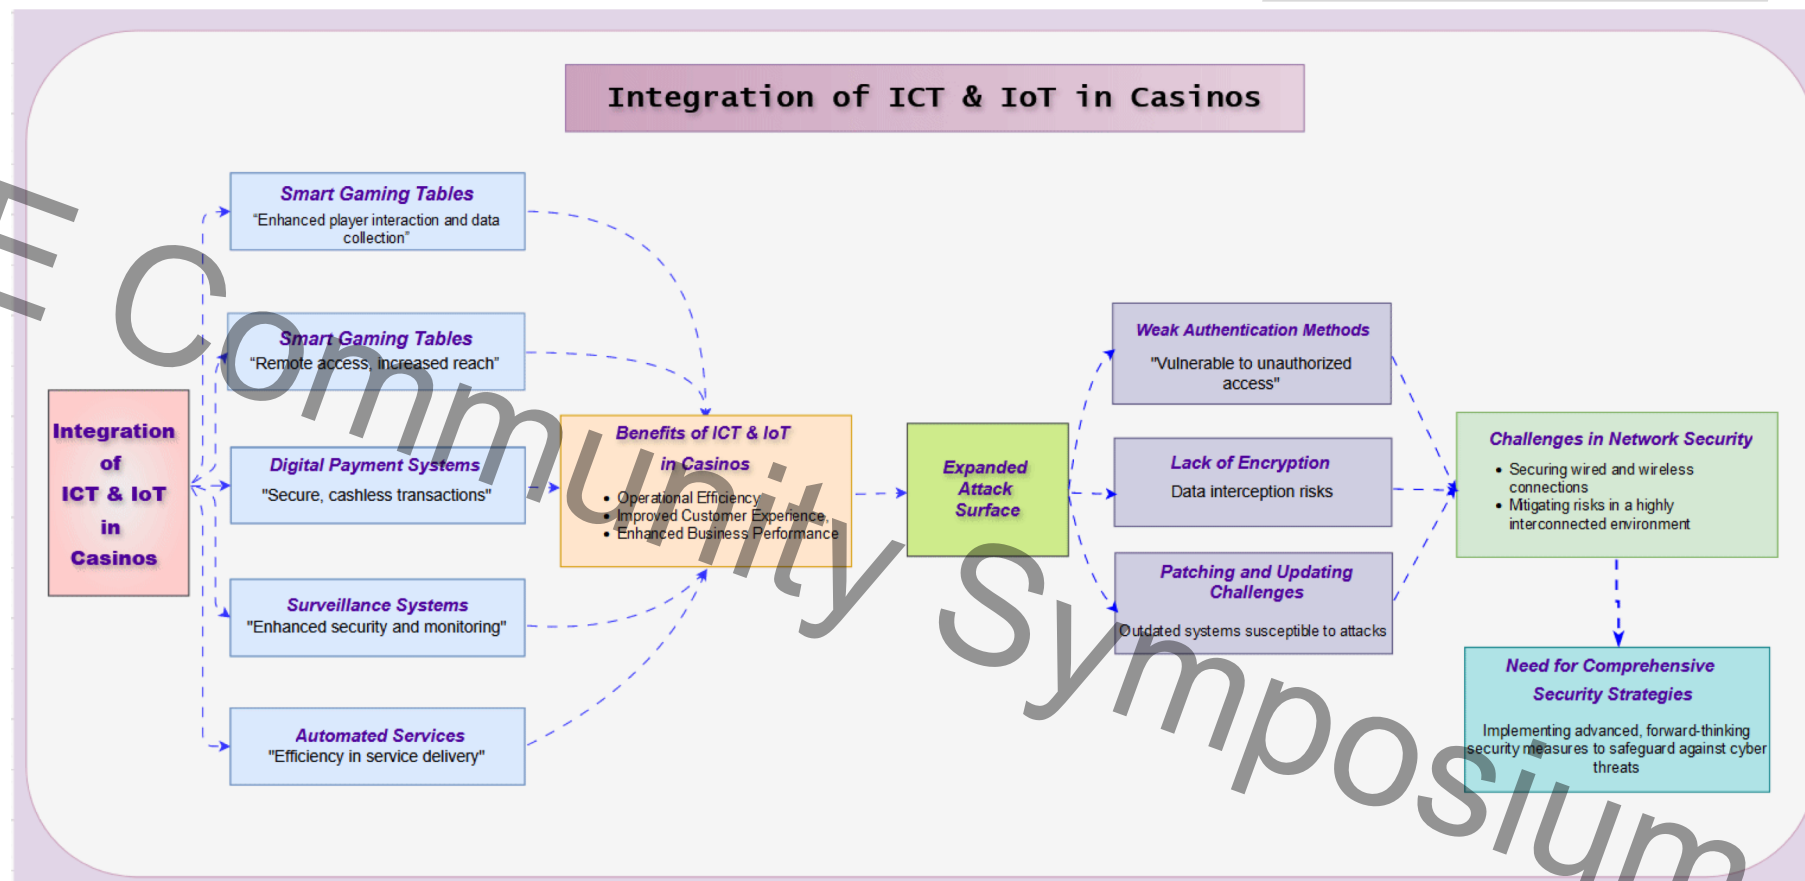 Integration of ICT & IoT in Casinos
Smart Gaming Tables
“Enhanced player interaction and data
collection”
Smart Gaming Tables
“Remote access, increased reach”
Integration
of
ICT & IoT
in
Casinos
Digital Payment Systems
"Secure, cashless transactions"
Surveillance Systems
"Enhanced security and monitoring"
Automated Services
"Efficiency in service delivery"
Benefits of ICT & IoT
in Casinos
• Operational Efficiency
• Improved Customer Experience,
• Enhanced Business Performance
Expanded
Attack
Surface
Weak Authentication Methods
"Vulnerable to unauthorized
access"
Lack of Encryption
Data interception risks
Patching and Updating
Challenges
Outdated systems susceptible to attacks
Challenges in Network Security
• Securing wired and wireless
connections
• Mitigating risks in a highly
interconnected environment
Need for Comprehensive
Security Strategies
Implementing advanced, forward-thinking
security measures to safeguard against cyber
threats
Community Symposium